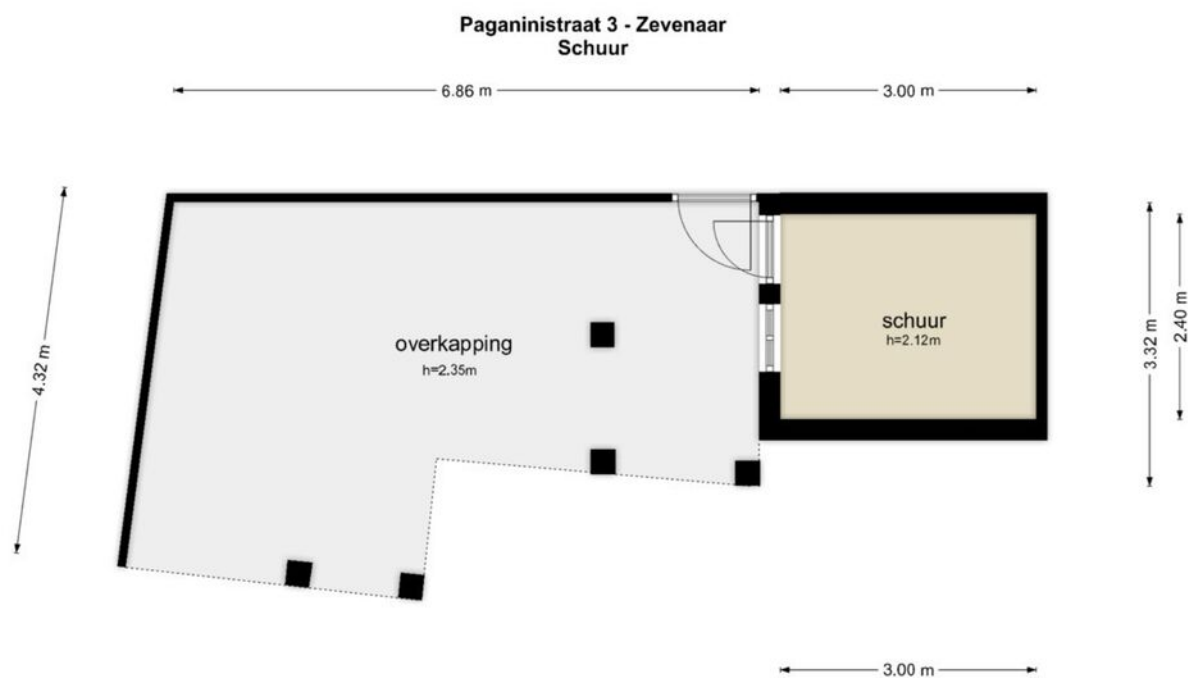 Paganinistraat 3 - Zevenaar
Schuur
6.86 m
3.00 m
4.32 m
overkapping
h=2.35m
schuur
h=2.12m
3.32 m
2.40 m
3.00 m